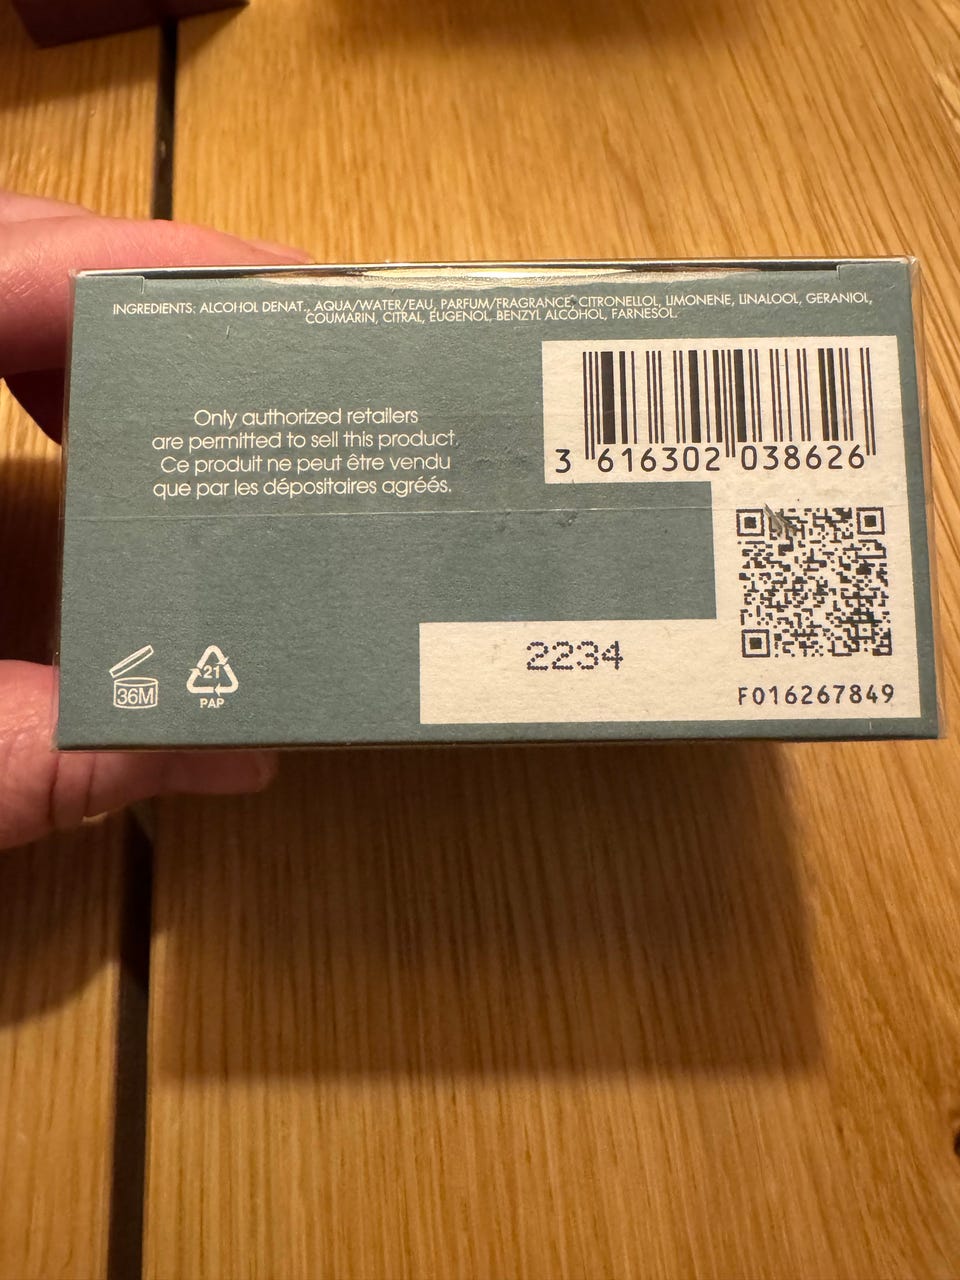 INGREDIENTS: ALCOHOL DENAT., AQUA/WATER/EAU, PARFUM/FRAGRANCE, CITRONELLOL, LIMONENE, LINALOOL, GERANIOL,
COUMARIN, CITRAL, EUGENOL, BENZYL ALCOHOL, FARNESOL.
Only authorized retailers
are permitted to sell this product.
Ce produit ne peut être vendu
que par les dépositaires agréés.
3 616302 038626
2234
F016267849
36M
21
PAP